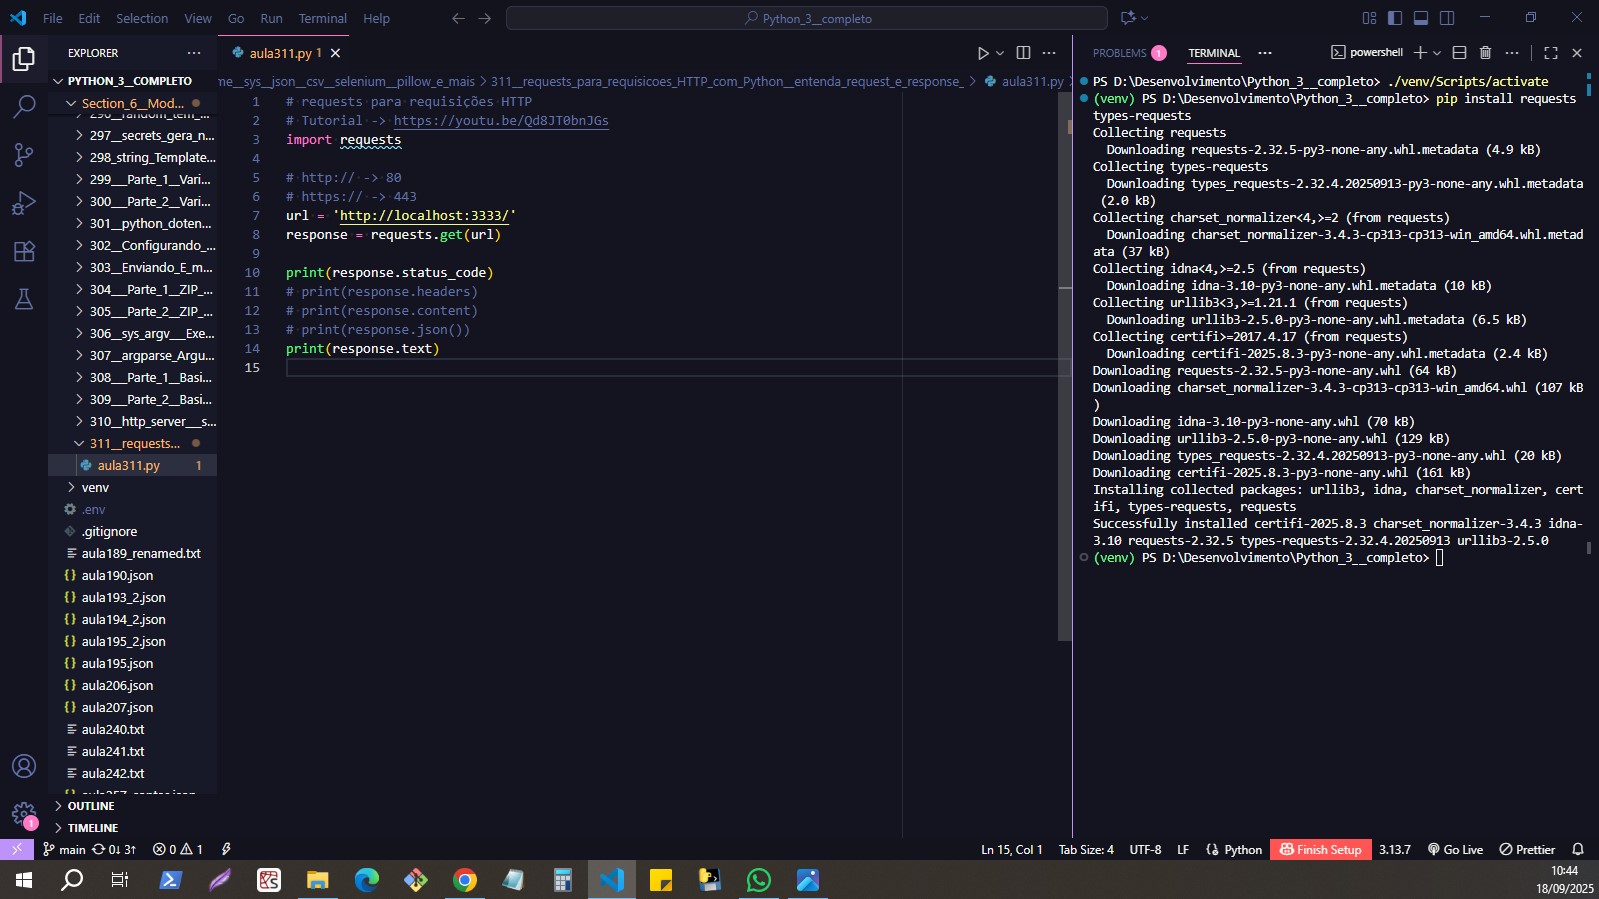 File Edit Selection View Go Run Terminal Help
Python_3__completo
EXPLORER
PYTHON_3__COMPLETO
Section_6__Mod...
297__secrets_gera_n...
298_string_Template...
299___Parte_1__Vari...
300___Parte_2__Vari...
301__python_doten...
302__Configurando_...
303__Enviando_E_m...
304___Parte_1__ZIP_...
305___Parte_2__ZIP_...
306__sys_argv___Exe...
307__argparse_Argu...
308___Parte_1__Basi...
309___Parte_2__Basi...
310__http_server___s...
311__requests...
aula311.py 1
venv
.env
.gitignore
aula189_renamed.txt
aula190.json
aula193_2.json
aula194_2.json
aula195_2.json
aula195.json
aula206.json
aula207.json
aula240.txt
aula241.txt
aula242.txt
OUTLINE
TIMELINE
aula311.py 1
me__sys__json__csv__selenium__pillow_e_mais > 311__requests_para_requisicoes_HTTP_com_Python__entenda_request_e_response_ > aula311.py >
1 # requests para requisições HTTP
2 # Tutorial -> https://youtu.be/Qd8JT0bnJGs
3 import requests
4
5 # http:// -> 80
6 # https:// -> 443
7 url = 'http://localhost:3333/'
8 response = requests.get(url)
9
10 print(response.status_code)
11 # print(response.headers)
12 # print(response.content)
13 # print(response.json())
14 print(response.text)
15
PROBLEMS 1 TERMINAL powershell
PS D:\Desenvolvimento\Python_3__completo> ./venv/Scripts/activate
(venv) PS D:\Desenvolvimento\Python_3__completo> pip install requests
types-requests
Collecting requests
Downloading requests-2.32.5-py3-none-any.whl.metadata (4.9 kB)
Collecting types-requests
Downloading types_requests-2.32.4.20250913-py3-none-any.whl.metadata
(2.0 kB)
Collecting charset_normalizer<4,>=2 (from requests)
Downloading charset_normalizer-3.4.3-cp313-cp313-win_amd64.whl.metad
ata (37 kB)
Collecting idna<4,>=2.5 (from requests)
Downloading idna-3.10-py3-none-any.whl.metadata (10 kB)
Collecting urllib3<3,>=1.21.1 (from requests)
Downloading urllib3-2.5.0-py3-none-any.whl.metadata (6.5 kB)
Collecting certifi>=2017.4.17 (from requests)
Downloading certifi-2025.8.3-py3-none-any.whl.metadata (2.4 kB)
Downloading requests-2.32.5-py3-none-any.whl (64 kB)
Downloading charset_normalizer-3.4.3-cp313-cp313-win_amd64.whl (107 kB
)
Downloading idna-3.10-py3-none-any.whl (70 kB)
Downloading urllib3-2.5.0-py3-none-any.whl (129 kB)
Downloading types_requests-2.32.4.20250913-py3-none-any.whl (20 kB)
Downloading certifi-2025.8.3-py3-none-any.whl (161 kB)
Installing collected packages: urllib3, idna, charset_normalizer, cert
ifi, types-requests, requests
Successfully installed certifi-2025.8.3 charset_normalizer-3.4.3 idna-
3.10 requests-2.32.5 types-requests-2.32.4.20250913 urllib3-2.5.0
(venv) PS D:\Desenvolvimento\Python_3__completo>
1
main 0↓ 3↑ 0 1 Ln 15, Col 1 Tab Size: 4 UTF-8 LF Python Finish Setup 3.13.7 Go Live Prettier
10:44
18/09/2025